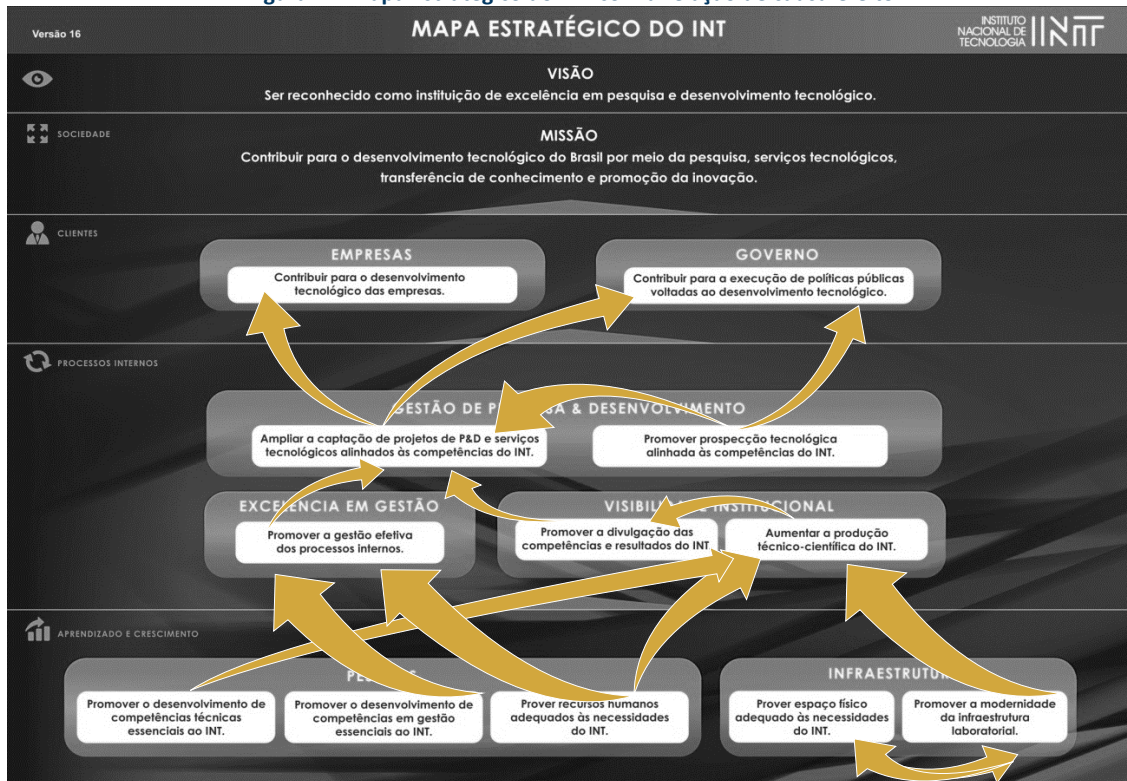 Versão 16
MAPA ESTRATÉGICO DO INT
INSTITUTO
NACIONAL DE
TECNOLOGIA
INT
VISÃO
Ser reconhecido como instituição de excelência em pesquisa e desenvolvimento tecnológico.
SOCIEDADE
MISSÃO
Contribuir para o desenvolvimento tecnológico do Brasil por meio da pesquisa, serviços tecnológicos,
transferência de conhecimento e promoção da inovação.
CLIENTES
EMPRESAS
Contribuir para o desenvolvimento
tecnológico das empresas.
GOVERNO
Contribuir para a execução de políticas públicas
voltadas ao desenvolvimento tecnológico.
PROCESSOS INTERNOS
GESTÃO DE & DESENVOLVIMENTO
Ampliar a captação de projetos de P&D e serviços
tecnológicos alinhados às competências do INT.
Promover prospecção tecnológica
alinhada às competências do INT.
EXCELÊNCIA EM GESTÃO
Promover a gestão efetiva
dos processos internos.
INSTITUCIONAL
Promover a divulgação das
competências e resultados do INT
Aumentar a produção
técnico-científica do INT.
APRENDIZADO E CRESCIMENTO
Promover o desenvolvimento de
competências técnicas
essenciais ao INT.
Promover o desenvolvimento de
competências em gestão
essenciais ao INT.
Prover recursos humanos
adequados às necessidades
do INT.
INFRAESTRUTURA
Prover espaço físico
adequado às necessidades
do INT.
Promover a modernidade
da infraestrutura
laboratorial.